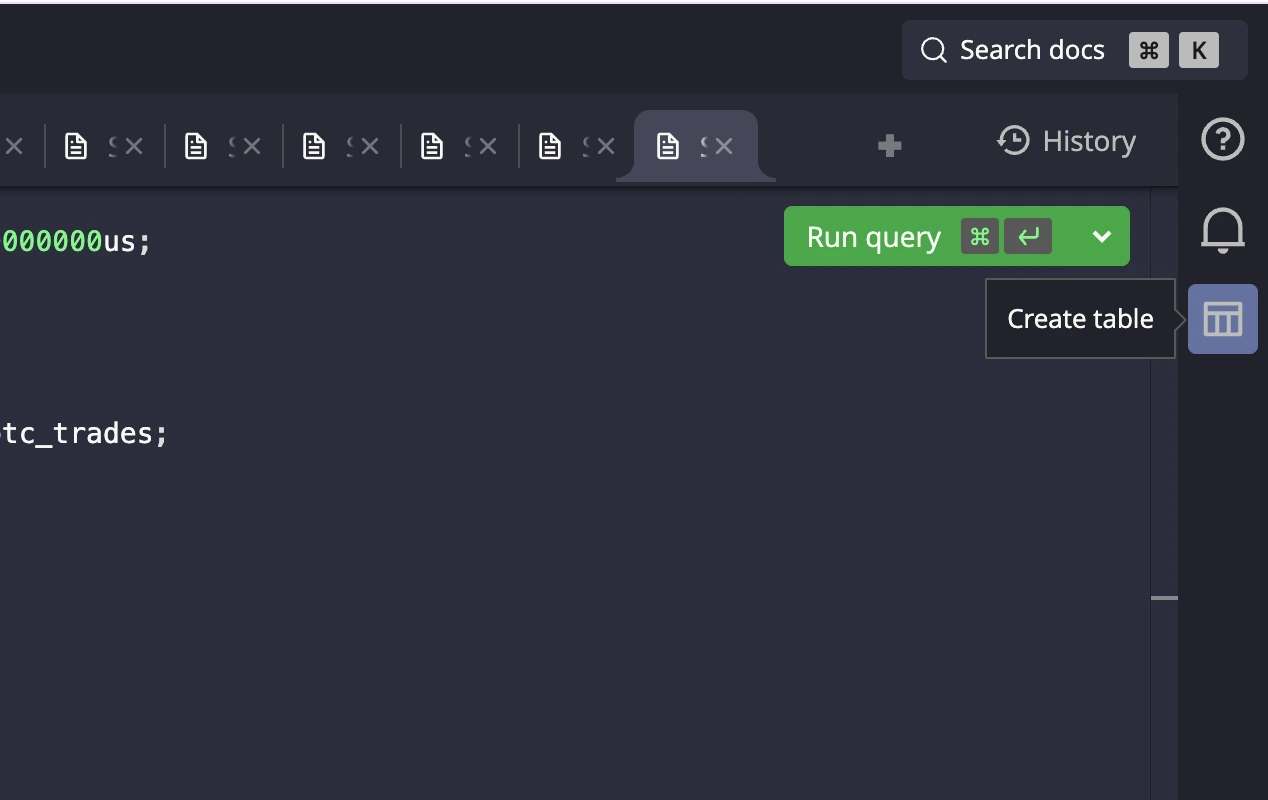 Search docs ⌘ K
History
000000us;
Run query ⌘ ↵
Create table
tc_trades;